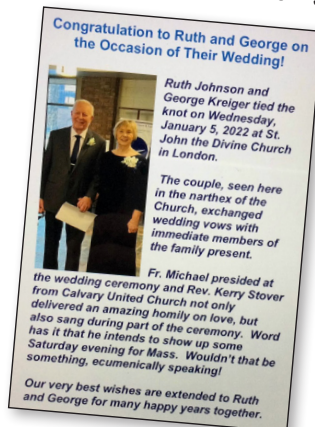 Congratulation to Ruth and George on
the Occasion of Their Wedding!
Ruth Johnson and
George Kreiger tied the
knot on Wednesday,
January 5, 2022 at St.
John the Divine Church
in London.
The couple, seen here
in the narthex of the
Church, exchanged
wedding vows with
immediate members of
the family present.
Fr. Michael presided at
the wedding ceremony and Rev. Kerry Stover
from Calvary United Church not only
delivered an amazing homily on love, but
also sang during part of the ceremony. Word
has it that he intends to show up some
Saturday evening for Mass. Wouldn't that be
something, ecumenically speaking!
Our very best wishes are extended to Ruth
and George for many happy years together.